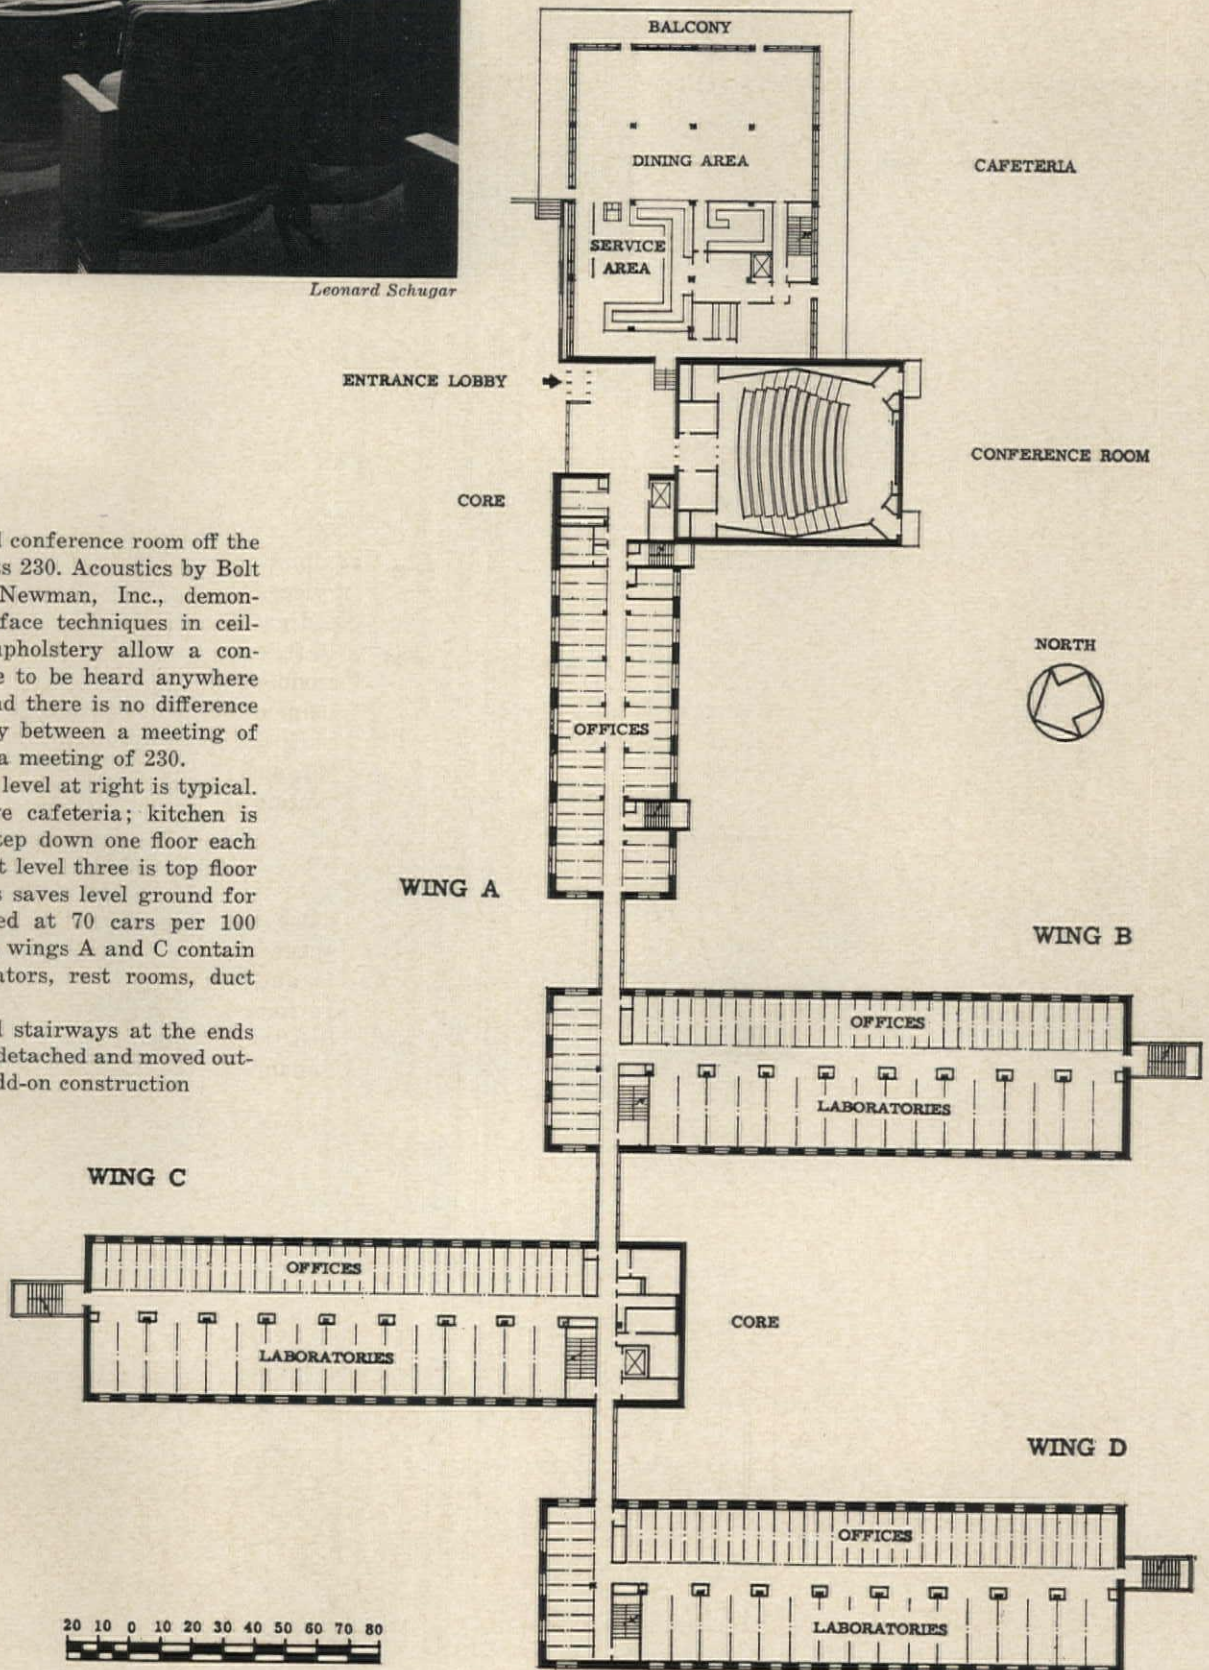 Leonard Schugar
conference room off the
s 230. Acoustics by Bolt
Newman, Inc., demon-
face techniques in ceil-
pholstery allow a con-
e to be heard anywhere
d there is no difference
y between a meeting of
a meeting of 230.
level at right is typical.
e cafeteria; kitchen is
tep down one floor each
t level three is top floor
s saves level ground for
ed at 70 cars per 100
wings A and C contain
ators, rest rooms, duct
stairways at the ends
detached and moved out-
dd-on construction
BALCONY
DINING AREA
CAFETERIA
SERVICE
AREA
ENTRANCE LOBBY
CONFERENCE ROOM
CORE
NORTH
OFFICES
WING A
WING B
OFFICES
LABORATORIES
WING C
OFFICES
LABORATORIES
CORE
WING D
OFFICES
LABORATORIES
20 10 0 10 20 30 40 50 60 70 80